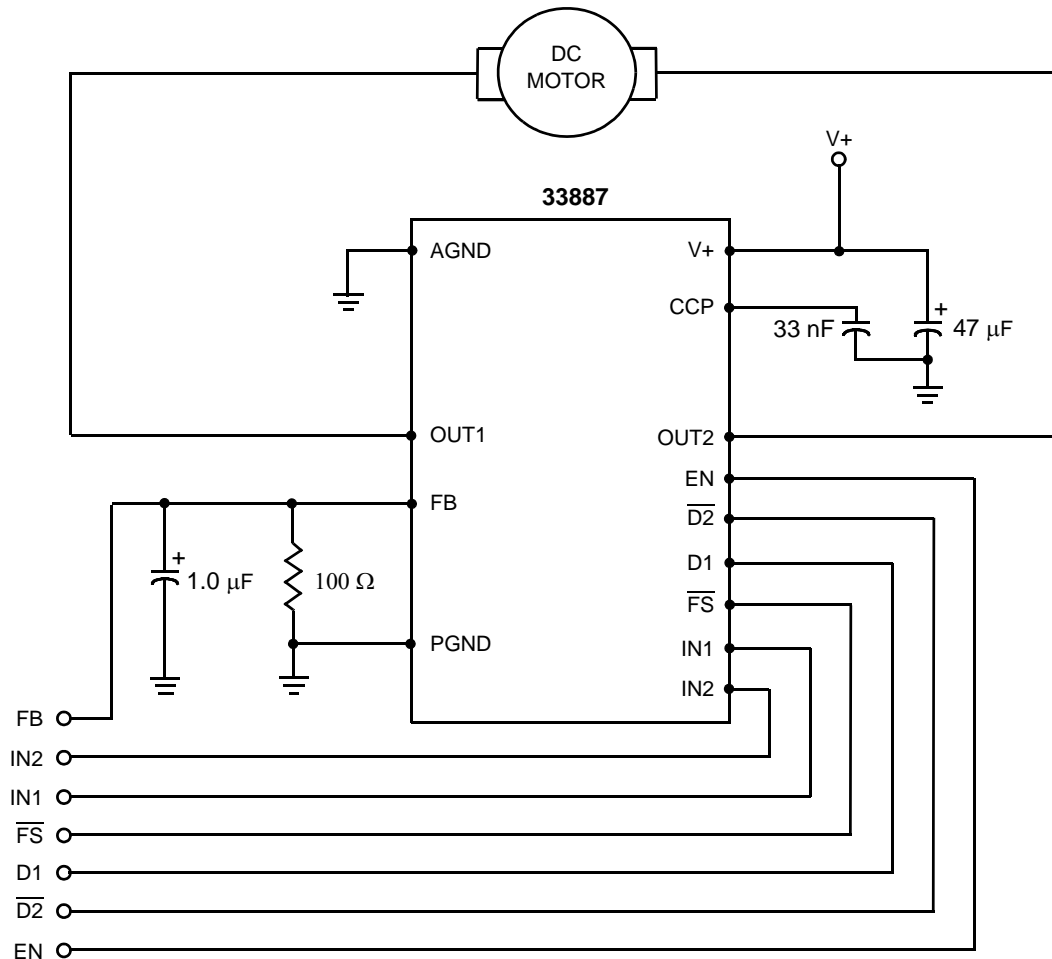 DC
MOTOR
V+
33887
AGND
V+
CCP
33 nF
+
47 μF
OUT1
OUT2
FB
EN
D2
+
1.0 μF
100 Ω
D1
FS
PGND
IN1
IN2
FB
IN2
IN1
FS
D1
D2
EN